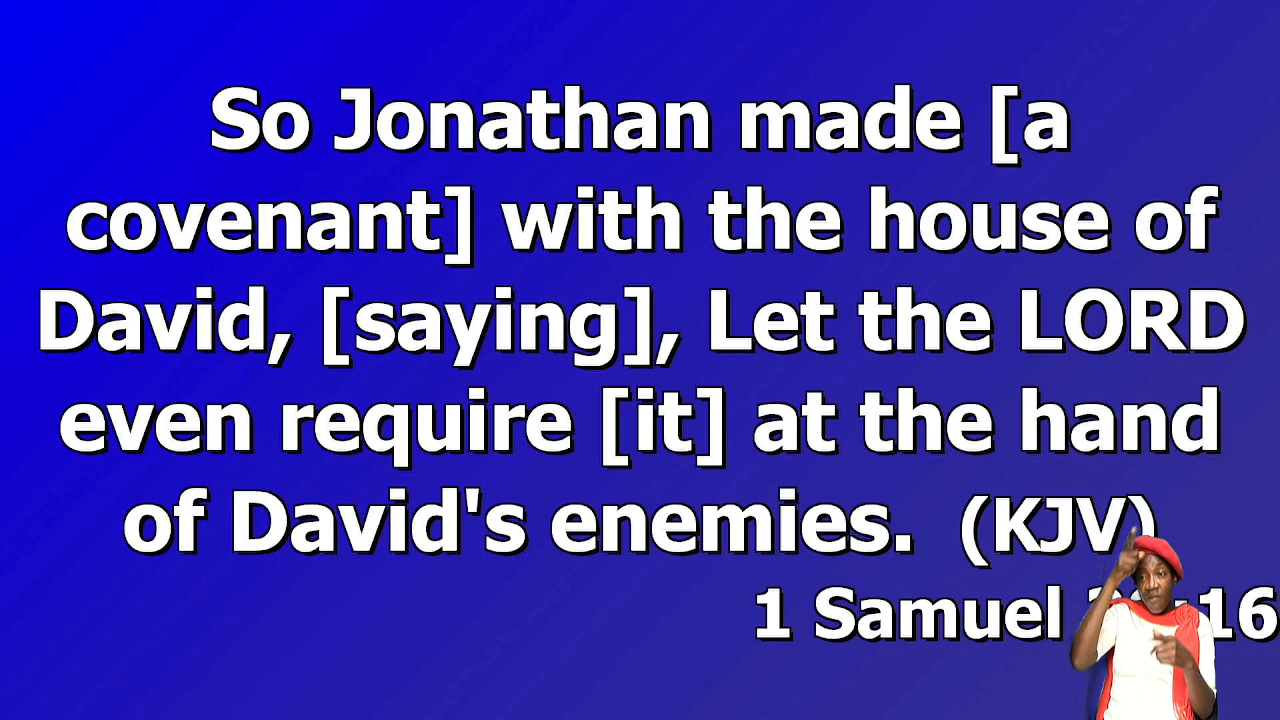 So Jonathan made [a
covenant] with the house of
David, [saying], Let the LORD
even require [it] at the hand
of David's enemies. (KJV)
1 Samuel :16